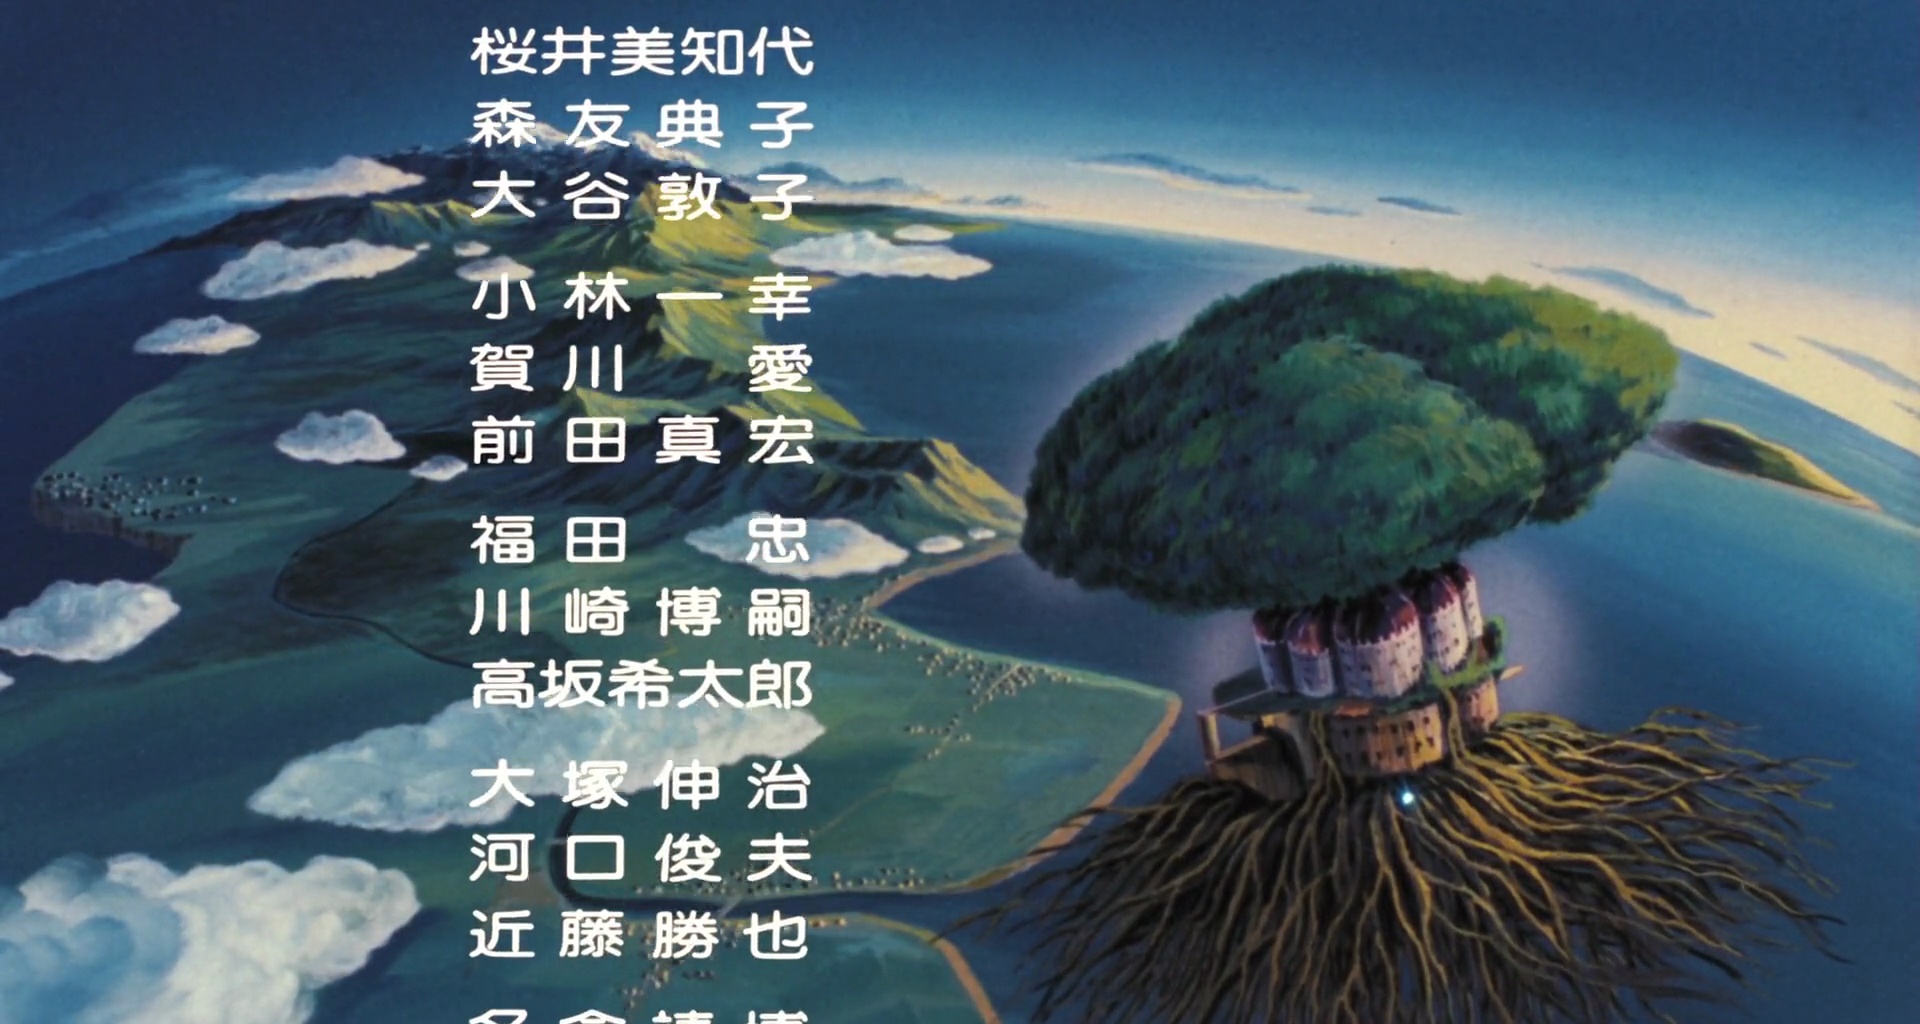 桜井美知代
森友典子
大谷敦子
小林一幸
賀川 愛
前田真宏
福田 忠
川崎博嗣
高坂希太郎
大塚伸治
河口俊夫
近藤勝也